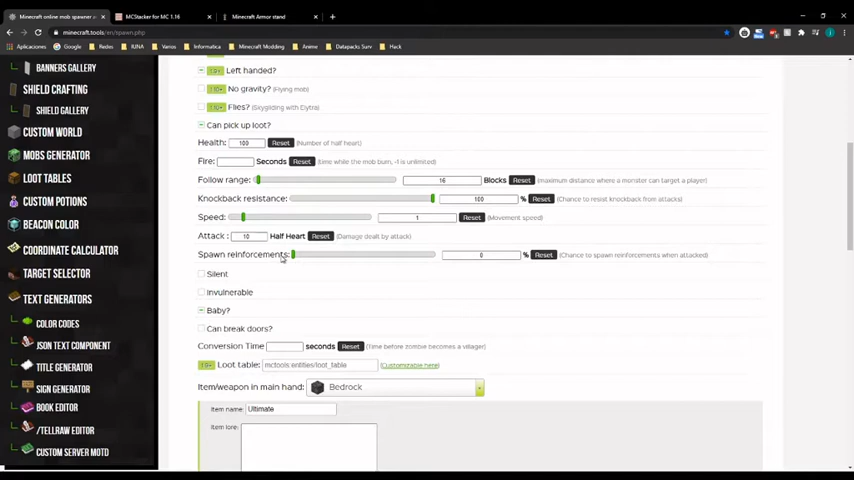 Minecraft online mob spawner
MCStacker for MC 1.16
Minecraft Armor stand
minecraft.tools/en/spawn.php
Aplicaciones
Google
Redes
IUNA
Varios
Informatica
Minecraft Modding
Anime
Datapacks Surv
Hack
BANNERS GALLERY
SHIELD CRAFTING
SHIELD GALLERY
CUSTOM WORLD
MOBS GENERATOR
LOOT TABLES
CUSTOM POTIONS
BEACON COLOR
COORDINATE CALCULATOR
TARGET SELECTOR
TEXT GENERATORS
COLOR CODES
JSON TEXT COMPONENT
TITLE GENERATOR
SIGN GENERATOR
BOOK EDITOR
/TELLRAW EDITOR
CUSTOM SERVER MOTD
Left handed?
No gravity? (Flying mob)
Flies? (Skygliding with Elytra)
Can pick up loot?
Health: 100 Reset (Number of half heart)
Fire: Seconds Reset (time while the mob burn, -1 is unlimited)
Follow range: 16 Blocks Reset (maximum distance where a monster can target a player)
Knockback resistance: 100 % Reset (Chance to resist knockback from attacks)
Speed: 1 Reset (Movement speed)
Attack : 10 Half Heart Reset (Damage dealt by attack)
Spawn reinforcements: 0 % Reset (Chance to spawn reinforcements when attacked)
Silent
Invulnerable
Baby?
Can break doors?
Conversion Time seconds Reset (Time before zombie becomes a villager)
Loot table: mctools:entities/loot_table (Customizable here)
Item/weapon in main hand: Bedrock
Item name: Ultimate
Item lore: